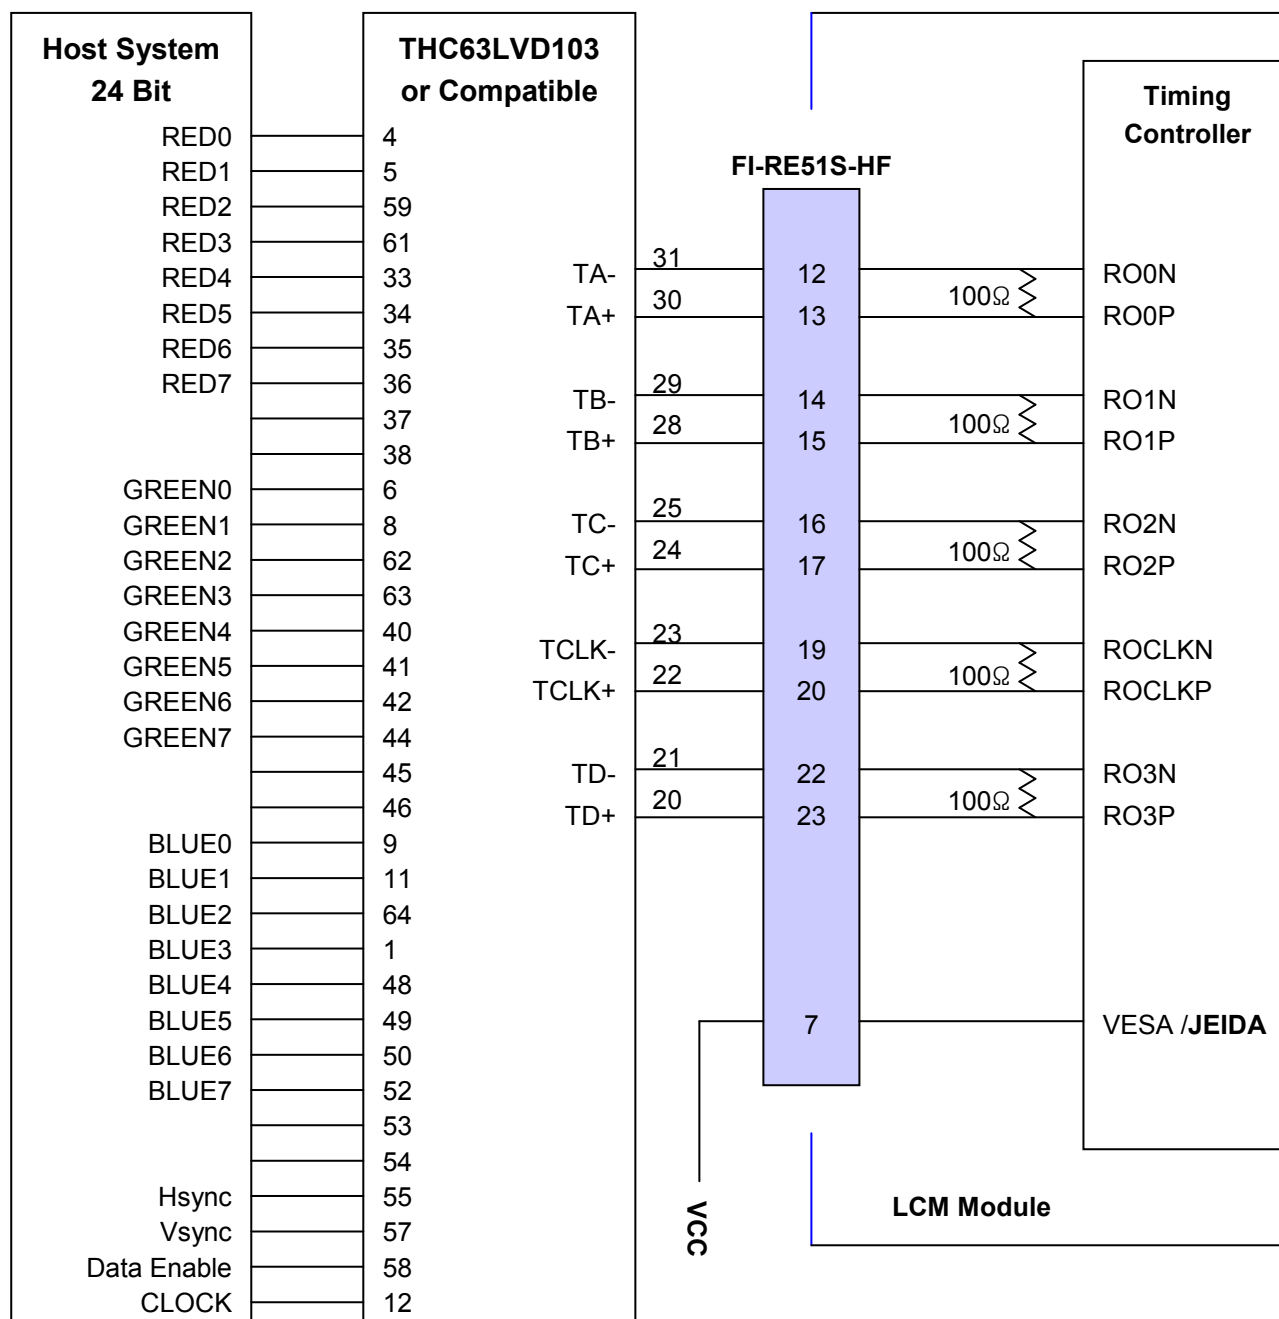 Host System
24 Bit
RED0
RED1
RED2
RED3
RED4
RED5
RED6
RED7
GREEN0
GREEN1
GREEN2
GREEN3
GREEN4
GREEN5
GREEN6
GREEN7
BLUE0
BLUE1
BLUE2
BLUE3
BLUE4
BLUE5
BLUE6
BLUE7
Hsync
Vsync
Data Enable
CLOCK
THC63LVD103
or Compatible
4
5
59
61
33
34
35
36
37
38
6
8
62
63
40
41
42
44
45
46
9
11
64
1
48
49
50
52
53
54
55
57
58
12
TA-
TA+
TB-
TB+
TC-
TC+
TCLK-
TCLK+
TD-
TD+
31
30
29
28
25
24
23
22
21
20
FI-RE51S-HF
12
13
14
15
16
17
19
20
22
23
7
VCC
100Ω
100Ω
100Ω
100Ω
100Ω
Timing
Controller
RO0N
RO0P
RO1N
RO1P
RO2N
RO2P
ROCLKN
ROCLKP
RO3N
RO3P
VESA /JEIDA
LCM Module